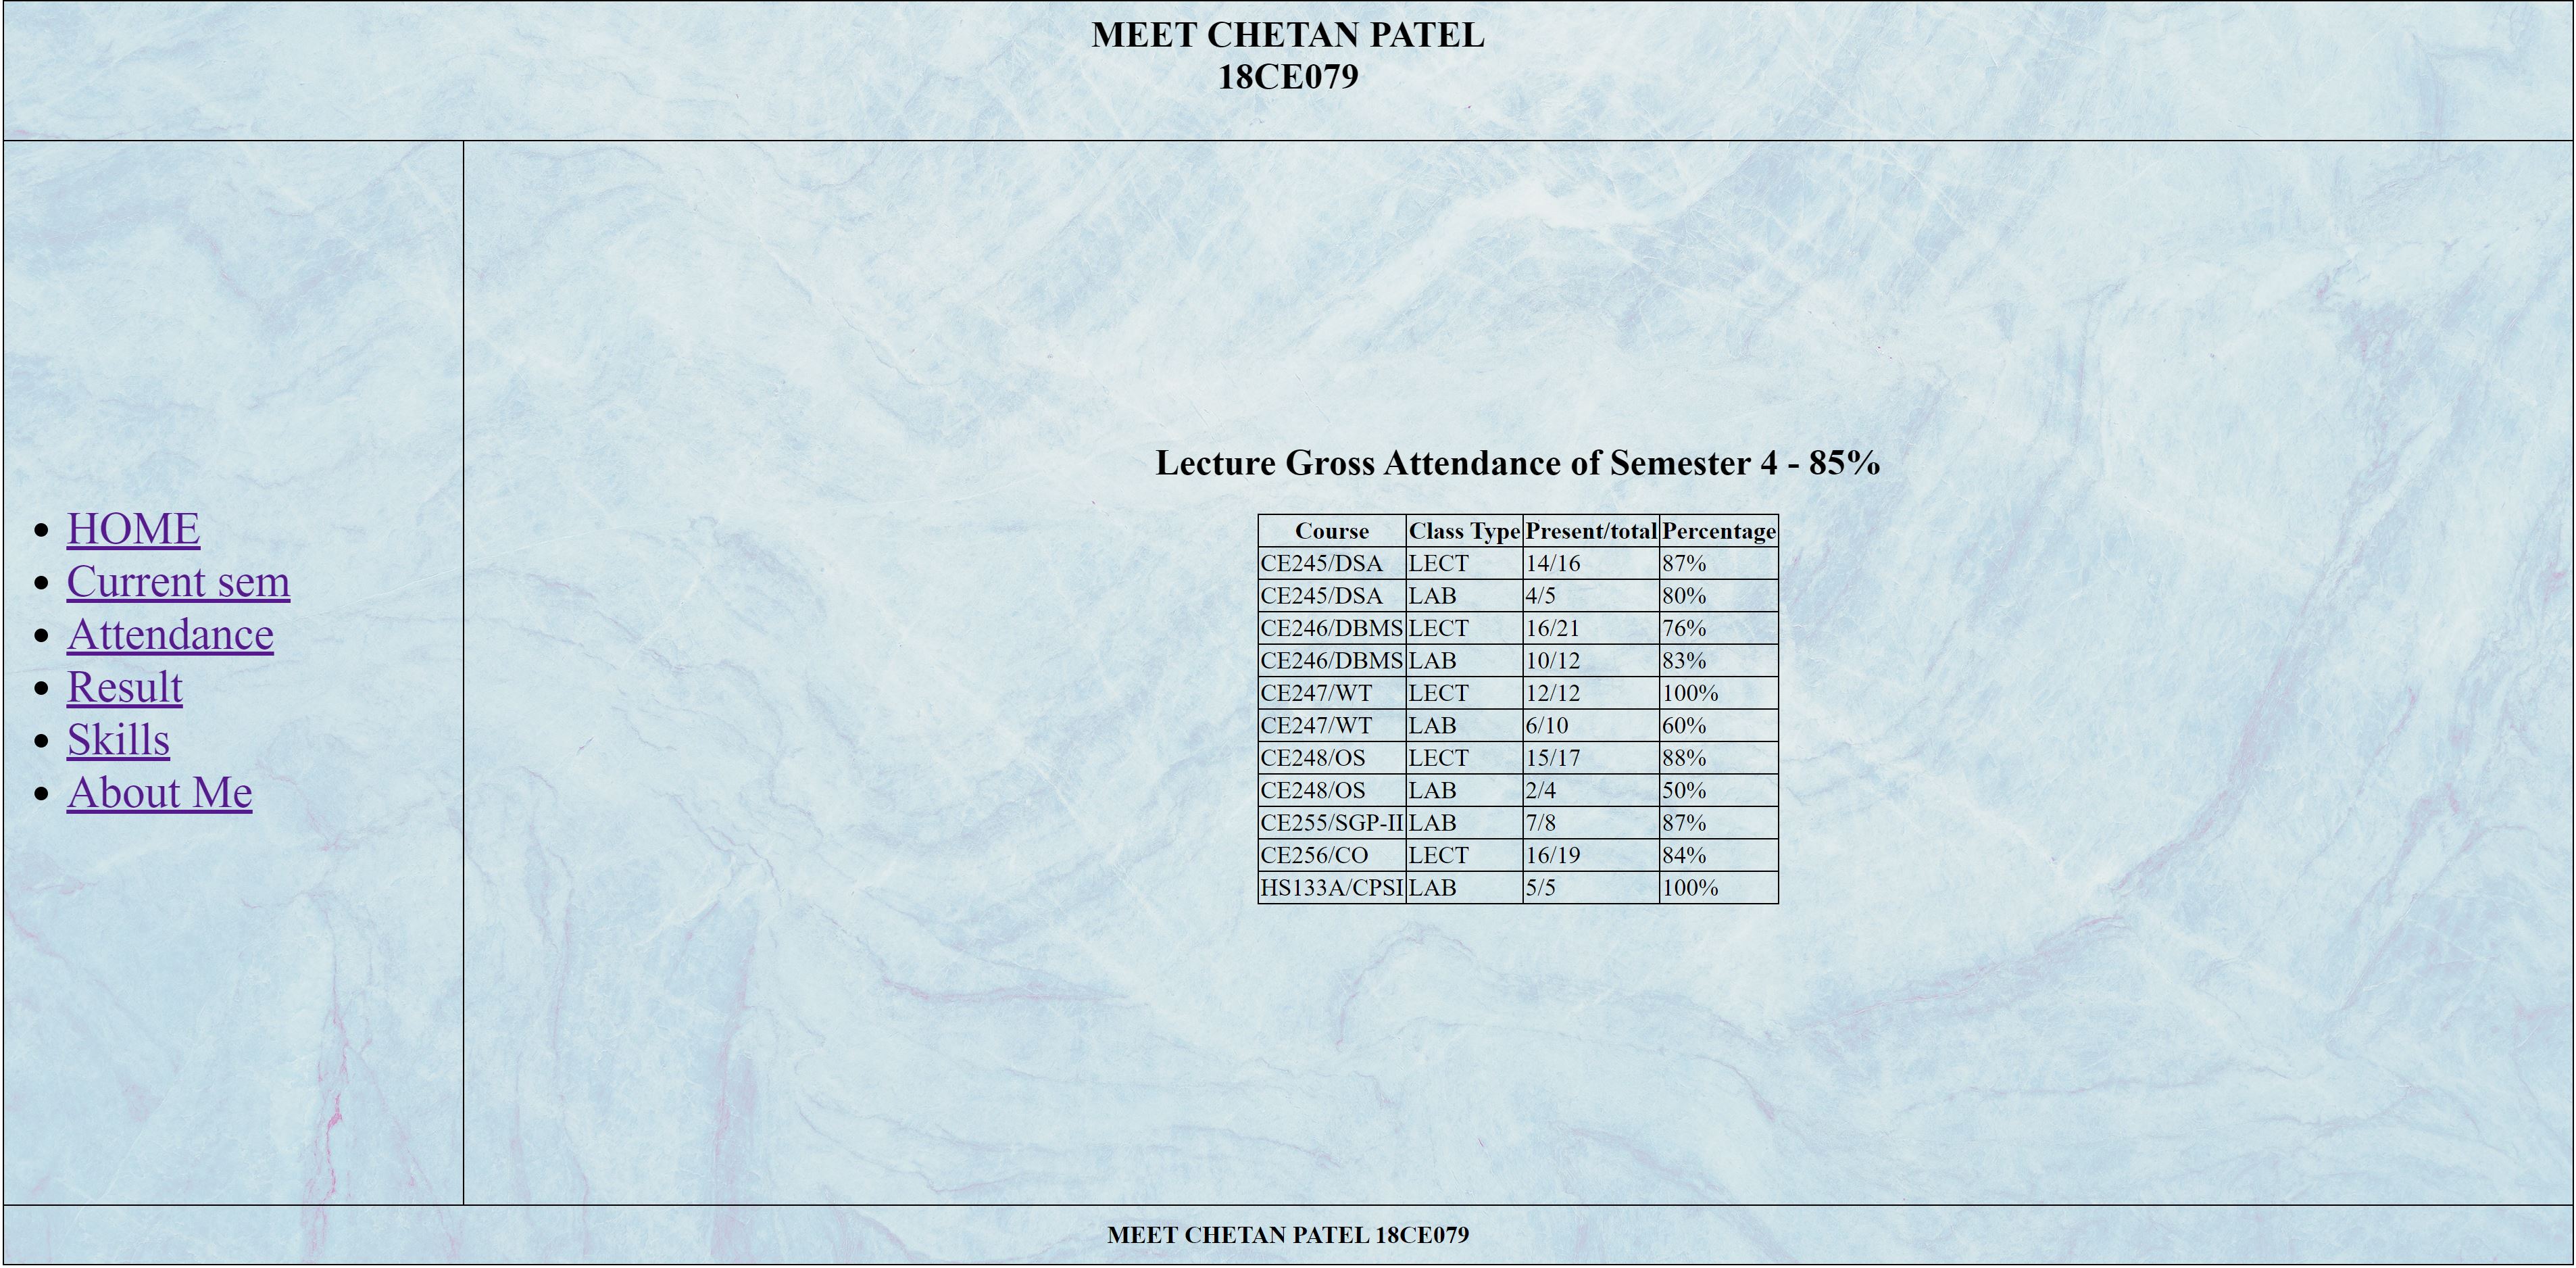 MEET CHETAN PATEL
18CE079
HOME
Current sem
Attendance
Result
Skills
About Me
Lecture Gross Attendance of Semester 4 - 85%
Course Class Type Present/total Percentage
CE245/DSA LECT 14/16 87%
CE245/DSA LAB 4/5 80%
CE246/DBMS LECT 16/21 76%
CE246/DBMS LAB 10/12 83%
CE247/WT LECT 12/12 100%
CE247/WT LAB 6/10 60%
CE248/OS LECT 15/17 88%
CE248/OS LAB 2/4 50%
CE255/SGP-II LAB 7/8 87%
CE256/CO LECT 16/19 84%
HS133A/CPSI LAB 5/5 100%
MEET CHETAN PATEL 18CE079